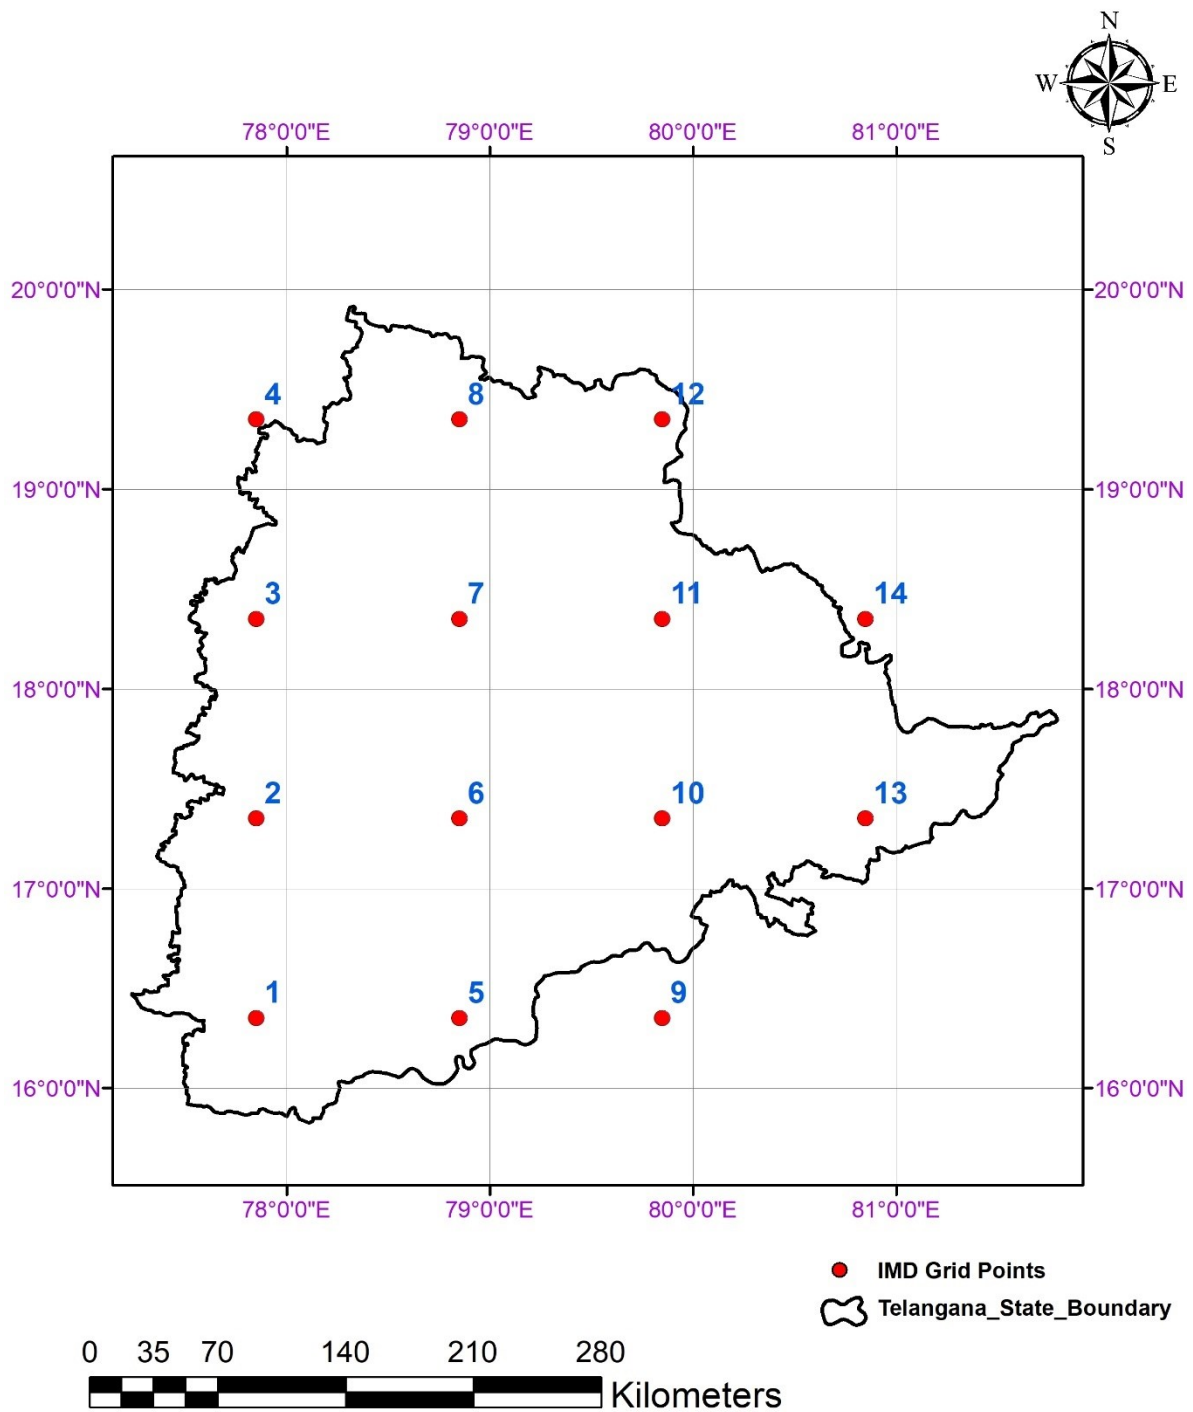 N
W E
S
78°0'0"E 79°0'0"E 80°0'0"E 81°0'0"E
20°0'0"N 20°0'0"N
4 8 12
19°0'0"N 19°0'0"N
3 7 11 14
18°0'0"N 18°0'0"N
2 6 10 13
17°0'0"N 17°0'0"N
1 5 9
16°0'0"N 16°0'0"N
78°0'0"E 79°0'0"E 80°0'0"E 81°0'0"E
IMD Grid Points
Telangana_State_Boundary
0 35 70 140 210 280
Kilometers